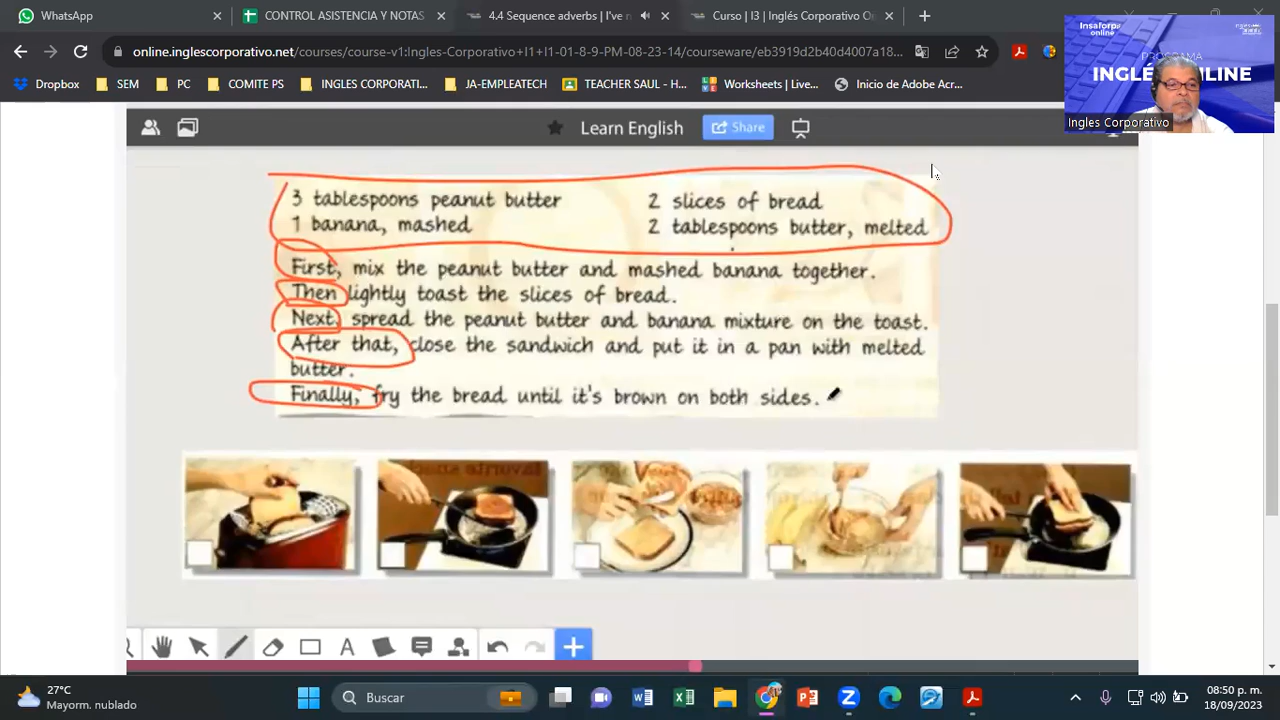 WhatsApp
CONTROL ASISTENCIA Y NOTAS
4.4 Sequence adverbs | I've n
Curso | I3 | Inglés Corporativo On
online.inglescorporativo.net/courses/course-v1:Ingles-Corporativo+I1+I1-01-8-9-PM-08-23-14/courseware/eb3919d2b40d4007a18...
Dropbox
SEM
PC
COMITE PS
INGLES CORPORATI...
TEACHER SAUL - H...
Worksheets | Live...
Inicio de Adobe Acr...
Insaforp
online
PROGRAMA
INGLÉ ONLINE
Ingles Corporativo
Learn English
Share
3 tablespoons peanut butter 2 slices of bread
1 banana, mashed 2 tablespoons butter, melted
First, mix the peanut butter and mashed banana together.
Then lightly toast the slices of bread.
Next, spread the peanut butter and banana mixture on the toast.
After that, close the sandwich and put it in a pan with melted
butter.
Finally, fry the bread until it's brown on both sides.
27°C
Mayorm. nublado
Buscar
08:50 p. m.
18/09/2023